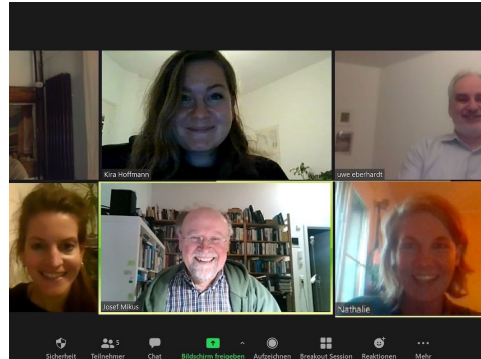 Kira Hoffmann
uwe eberhardt
Josef Mikus
Nathalie
5
Sicherheit Teilnehmer Chat Bildschirm freigeben Aufzeichnen Breakout Session Reaktionen Mehr